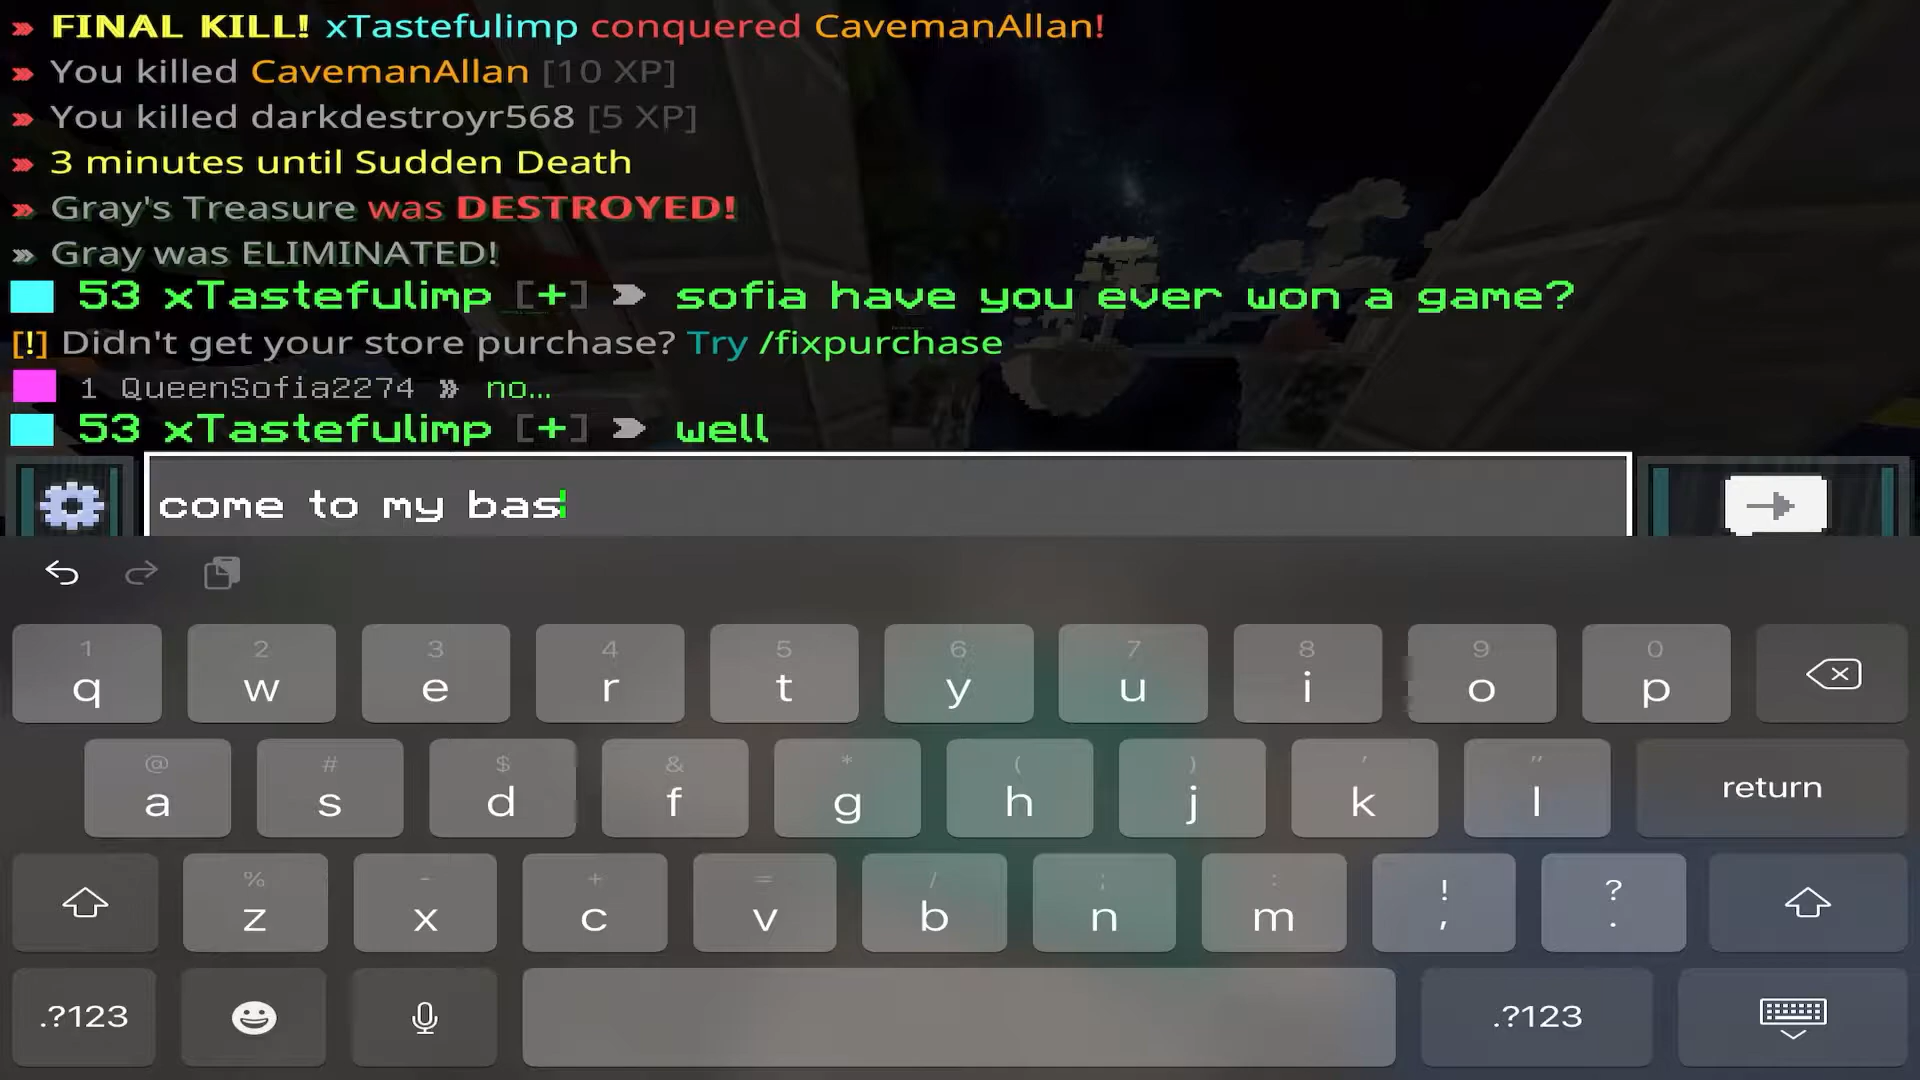 » FINAL KILL! xTastefulimp conquered CavemanAllan!
» You killed CavemanAllan [10 XP]
» You killed darkdestroyr568 [5 XP]
» 3 minutes until Sudden Death
» Gray's Treasure was DESTROYED!
» Gray was ELIMINATED!
53 xTastefulimp [+] » sofia have you ever won a game?
[!] Didn't get your store purchase? Try /fixpurchase
1 QueenSofia2274 » no...
53 xTastefulimp [+] » well
come to my bas
1 2 3 4 5 6 7 8 9 0
q w e r t y u i o p
@ # $ & * ( ) ' "
a s d f g h j k l return
% - + = / ; : ! ?
z x c v b n m , .
.?123 .?123